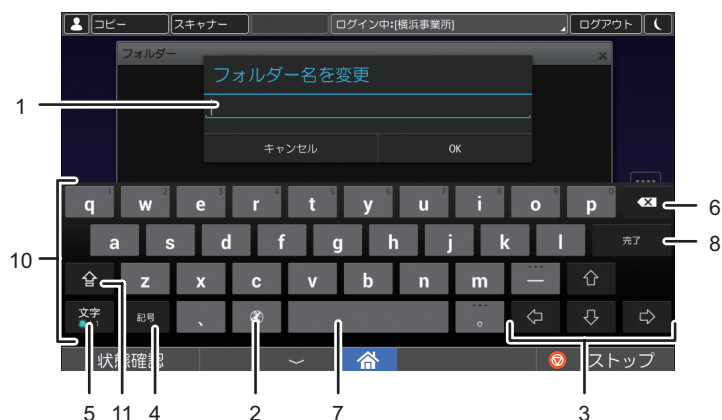 コピー スキャナー ログイン中:[横浜事業所] ログアウト
フォルダー ×
フォルダー名を変更
1
キャンセル OK
q 1 w 2 e 3 r 4 t 5 y 6 u 7 i 8 o 9 p 0
6
a s d f g h j k l 完了
8
10
z x c v b n m —
文字 あA1 記号 、 。
状態確認 ストップ
5 11 4 2 7 3